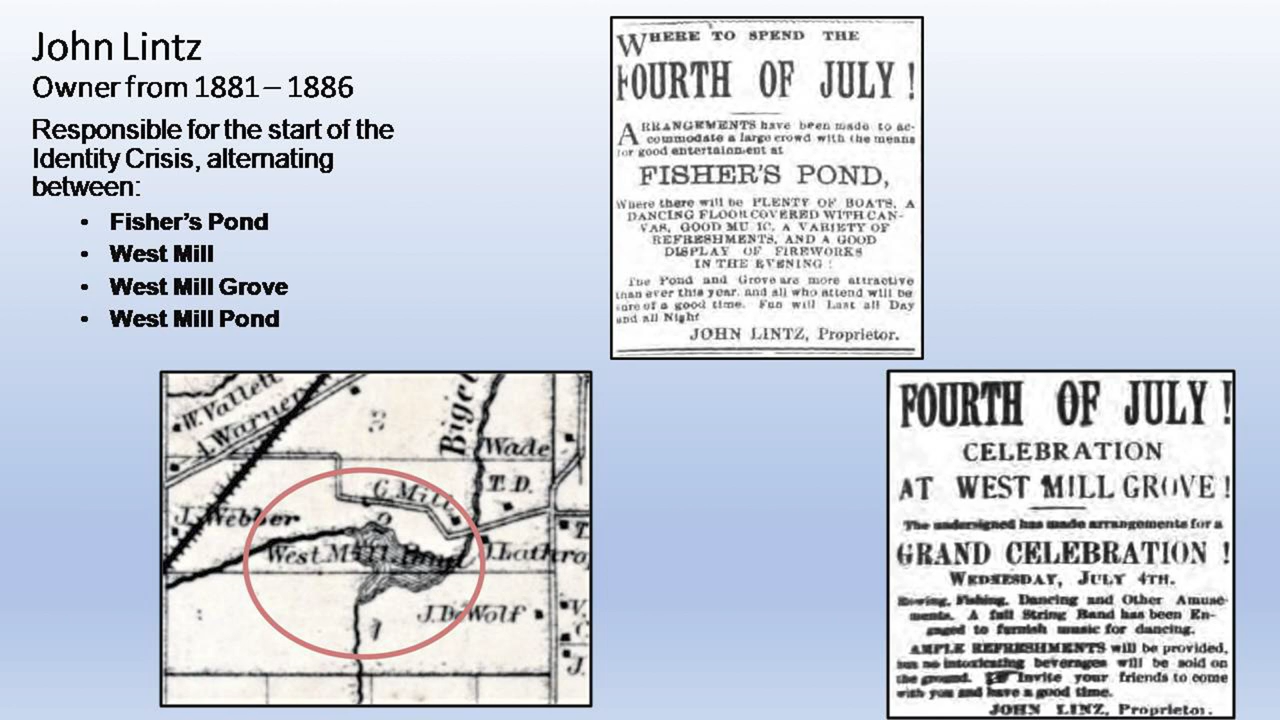 John Lintz
Owner from 1881 – 1886
Responsible for the start of the
Identity Crisis, alternating
between:
• Fisher's Pond
• West Mill
• West Mill Grove
• West Mill Pond
WHERE TO SPEND THE
FOURTH OF JULY!
ARRANGEMENTS have been made to ac-
commodate a large crowd with the means
for good entertainment at
FISHER'S POND,
Where there will be PLENTY OF BOATS, A
DANCING FLOOR COVERED WITH CAN-
VAS, GOOD MU IC, A VARIETY OF
REFRESHMENTS, AND A GOOD
DISPLAY OF FIREWORKS
IN THE EVENING!
The Pond and Grove are more attractive
than ever this year, and all who attend will be
sure of a good time. Fun will Last all Day
and all Night
JOHN LINTZ, Proprietor.
W. Vallett
J. Warner
Bigel
Wade
T. D.
G. Mill
J. Webber
West Mill Pond
J. Lathro
J. De Wolf
V.
C
J.
FOURTH OF JULY!
CELEBRATION
AT WEST MILL GROVE!
The undersigned has made arrangements for a
GRAND CELEBRATION!
WEDNESDAY, JULY 4TH.
Rowing, Fishing, Dancing and Other Amuse-
ments. A full String Band has been En-
gaged to furnish music for dancing.
AMPLE REFRESHMENTS will be provided,
but no intoxicating beverages will be sold on
the ground. Invite your friends to come
with you and have a good time.
JOHN LINZ, Proprietor.